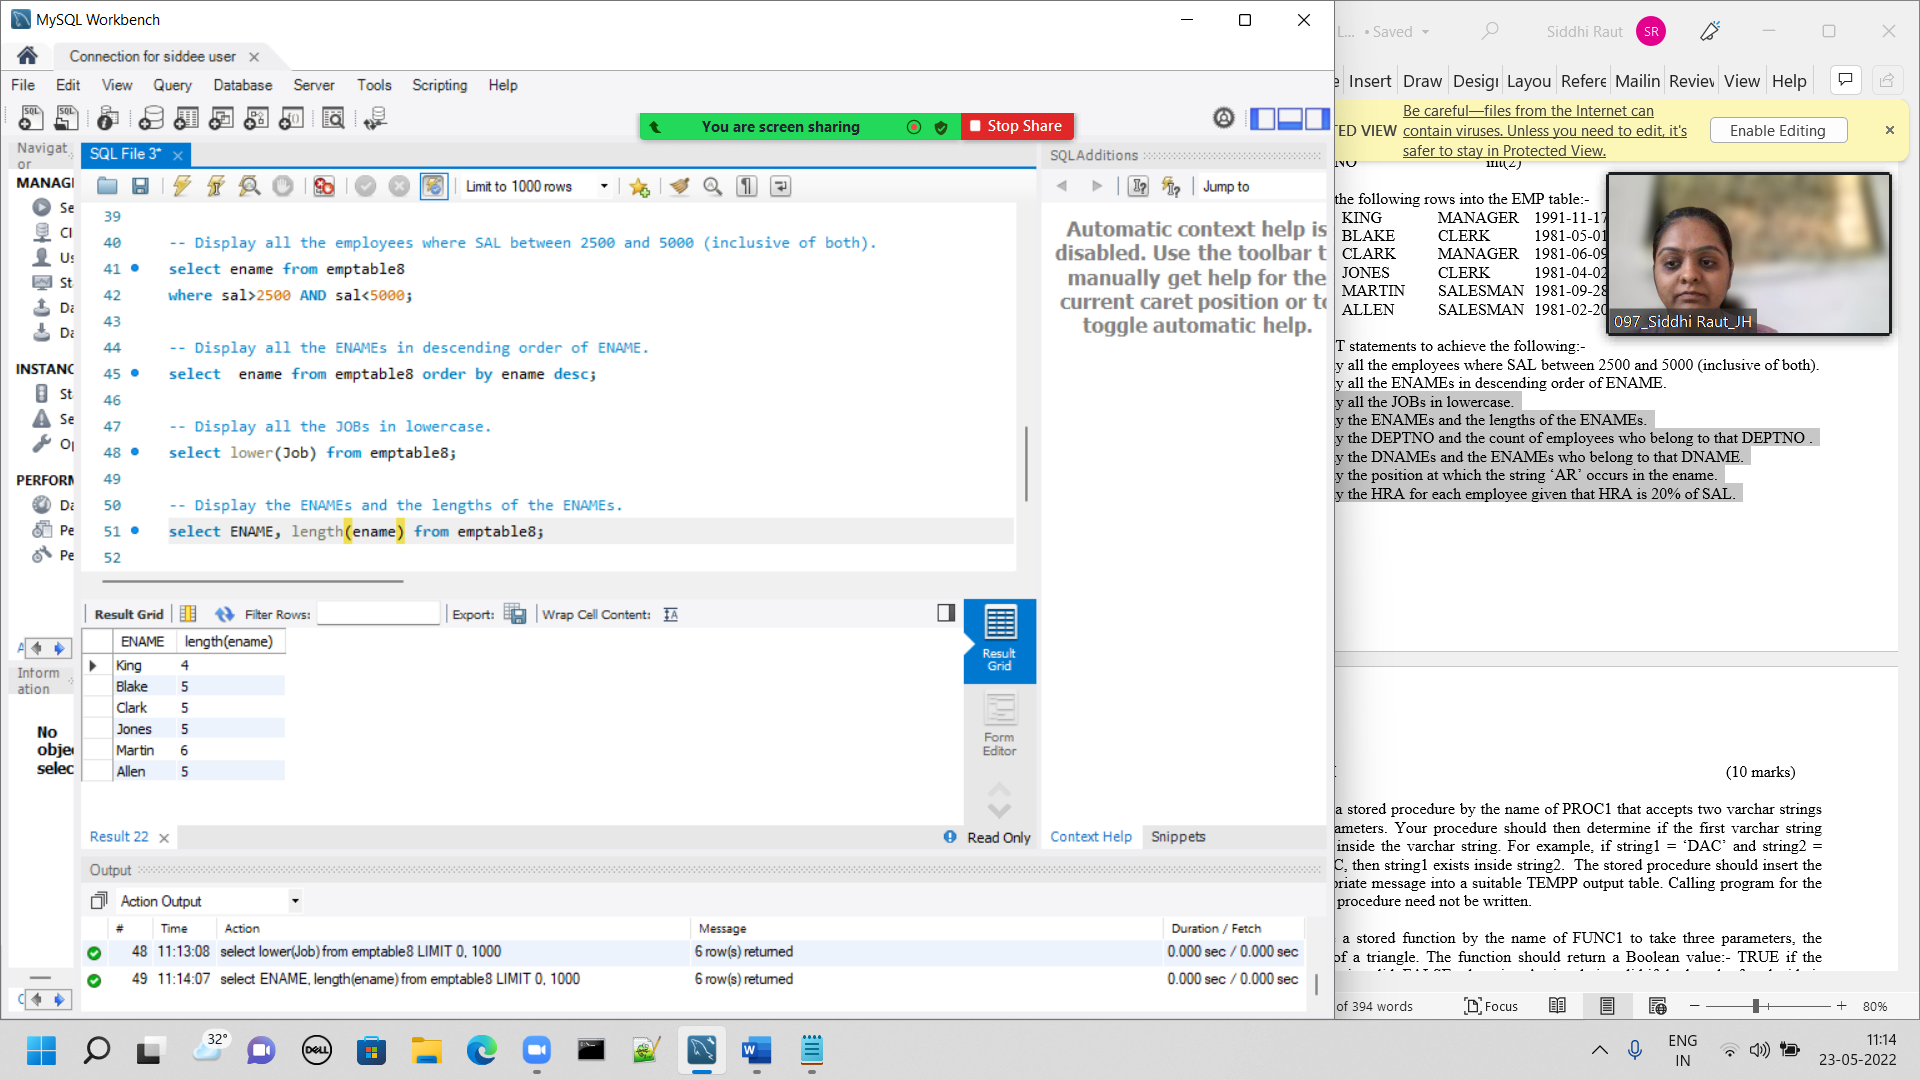 MySQL Workbench
Connection for siddee user
File Edit View Query Database Server Tools Scripting Help
You are screen sharing
Stop Share
Navigat
or
SQL File 3*
SQLAdditions
MANAG
Limit to 1000 rows
Jump to
Se
Cl
Us
St
Da
Da
INSTANC
St
Se
Op
PERFORM
Da
Pe
Pe
Inform
ation
No
obje
selec
39
40 -- Display all the employees where SAL between 2500 and 5000 (inclusive of both).
41 select ename from emptable8
42 where sal>2500 AND sal<5000;
43
44 -- Display all the ENAMEs in descending order of ENAME.
45 select  ename from emptable8 order by ename desc;
46
47 -- Display all the JOBs in lowercase.
48 select lower(Job) from emptable8;
49
50 -- Display the ENAMEs and the lengths of the ENAMEs.
51 select ENAME, length(ename) from emptable8;
52
Automatic context help is
disabled. Use the toolbar t
manually get help for the
current caret position or to
toggle automatic help.
Result Grid Filter Rows: Export: Wrap Cell Content:
ENAME length(ename)
King 4
Blake 5
Clark 5
Jones 5
Martin 6
Allen 5
Result
Grid
Form
Editor
Result 22
Read Only
Context Help Snippets
Output
Action Output
# Time Action Message Duration / Fetch
48 11:13:08 select lower(Job) from emptable8 LIMIT 0, 1000 6 row(s) returned 0.000 sec / 0.000 sec
49 11:14:07 select ENAME, length(ename) from emptable8 LIMIT 0, 1000 6 row(s) returned 0.000 sec / 0.000 sec
L... • Saved Siddhi Raut SR
Insert Draw Desig Layou Refere Mailin Review View Help
TED VIEW Be careful—files from the Internet can
contain viruses. Unless you need to edit, it's
safer to stay in Protected View.
Enable Editing
NO int(2)
the following rows into the EMP table:-
KING MANAGER 1991-11-17
BLAKE CLERK 1981-05-01
CLARK MANAGER 1981-06-09
JONES CLERK 1981-04-02
MARTIN SALESMAN 1981-09-28
ALLEN SALESMAN 1981-02-20
097_Siddhi Raut_JH
T statements to achieve the following:-
y all the employees where SAL between 2500 and 5000 (inclusive of both).
y all the ENAMEs in descending order of ENAME.
y all the JOBs in lowercase.
y the ENAMEs and the lengths of the ENAMEs.
y the DEPTNO and the count of employees who belong to that DEPTNO .
y the DNAMEs and the ENAMEs who belong to that DNAME.
y the position at which the string ‘AR’ occurs in the ename.
y the HRA for each employee given that HRA is 20% of SAL.
(10 marks)
a stored procedure by the name of PROC1 that accepts two varchar strings
ameters. Your procedure should then determine if the first varchar string
inside the varchar string. For example, if string1 = ‘DAC’ and string2 =
C, then string1 exists inside string2.  The stored procedure should insert the
priate message into a suitable TEMPP output table. Calling program for the
procedure need not be written.
a stored function by the name of FUNC1 to take three parameters, the
of a triangle. The function should return a Boolean value:- TRUE if the
of 394 words Focus 80%
32°
DELL
ENG
IN
11:14
23-05-2022